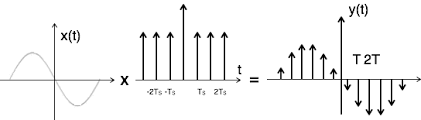 x(t)
x
-2Ts -Ts Ts 2Ts
t
=
y(t)
T 2T